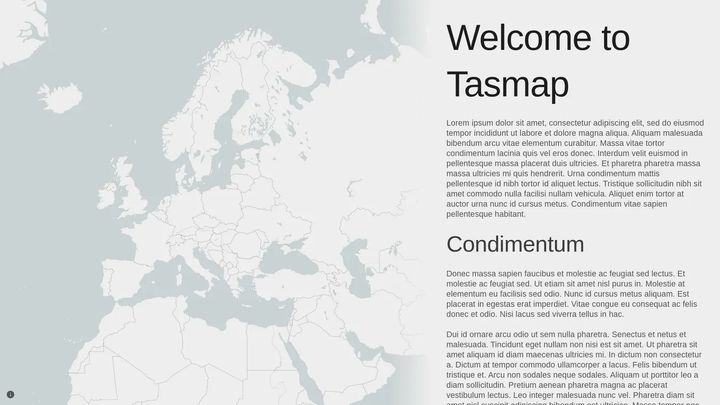 Welcome to
Tasmap
Lorem ipsum dolor sit amet, consectetur adipiscing elit, sed do eiusmod
tempor incididunt ut labore et dolore magna aliqua. Aliquam malesuada
bibendum arcu vitae elementum curabitur. Massa vitae tortor
condimentum lacinia quis vel eros donec. Interdum velit euismod in
pellentesque massa placerat duis ultricies. Et pharetra pharetra massa
massa ultricies mi quis hendrerit. Urna condimentum mattis
pellentesque id nibh tortor id aliquet lectus. Tristique sollicitudin nibh sit
amet commodo nulla facilisi nullam vehicula. Aliquet enim tortor at
auctor urna nunc id cursus metus. Condimentum vitae sapien
pellentesque habitant.
Condimentum
Donec massa sapien faucibus et molestie ac feugiat sed lectus. Et
molestie ac feugiat sed. Ut etiam sit amet nisl purus in. Molestie at
elementum eu facilisis sed odio. Nunc id cursus metus aliquam. Est
placerat in egestas erat imperdiet. Vitae congue eu consequat ac felis
donec et odio. Nisi lacus sed viverra tellus in hac.
Dui id ornare arcu odio ut sem nulla pharetra. Senectus et netus et
malesuada. Tincidunt eget nullam non nisi est sit amet. Ut pharetra sit
amet aliquam id diam maecenas ultricies mi. In dictum non consectetur
a. Dictum at tempor commodo ullamcorper a lacus. Felis bibendum ut
tristique et. Arcu non sodales neque sodales. Aliquam ut porttitor leo a
diam sollicitudin. Pretium aenean pharetra magna ac placerat
vestibulum lectus. Leo integer malesuada nunc vel. Pharetra diam sit